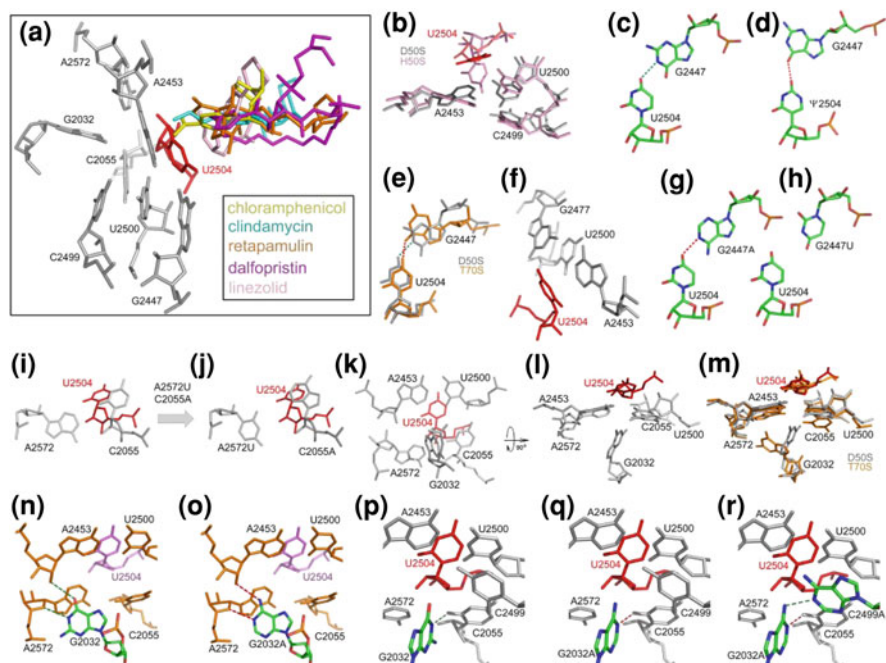 (a)
A2572
A2453
G2032
C2055
U2504
U2500
C2499
G2447
chloramphenicol
clindamycin
retapamulin
dalfopristin
linezolid
(b)
U2504
D50S
H50S
U2500
A2453
C2499
(c)
G2447
U2504
(d)
G2447
Ψ2504
(e)
G2447
U2504
D50S
T70S
(f)
G2477
U2500
U2504
A2453
(g)
G2447A
U2504
(h)
G2447U
U2504
(i)
U2504
A2572
C2055
A2572U
C2055A
(j)
U2504
A2572U
C2055A
(k)
A2453
U2500
U2504
A2572
C2055
G2032
90°
(l)
U2504
A2453
C2055
A2572
U2500
G2032
(m)
U2504
A2453
C2055
U2500
A2572
G2032
D50S
T70S
(n)
A2453
U2500
U2504
A2572
C2055
G2032
(o)
A2453
U2500
U2504
A2572
C2055
G2032A
(p)
A2453
U2500
U2504
A2572
C2499
C2055
G2032
(q)
A2453
U2500
U2504
A2572
C2499
C2055
G2032A
(r)
A2453
U2500
U2504
A2572
C2499A
C2055
G2032A